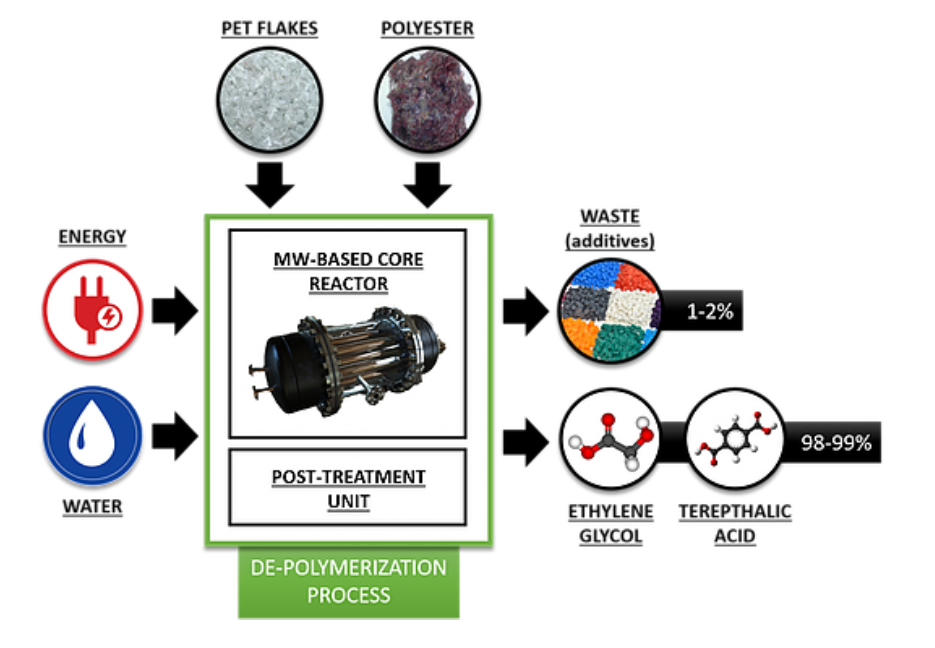 PET FLAKES
POLYESTER
ENERGY
WATER
MW-BASED CORE
REACTOR
POST-TREATMENT
UNIT
DE-POLYMERIZATION
PROCESS
WASTE
(additives)
1-2%
98-99%
ETHYLENE
GLYCOL
TEREPTHALIC
ACID